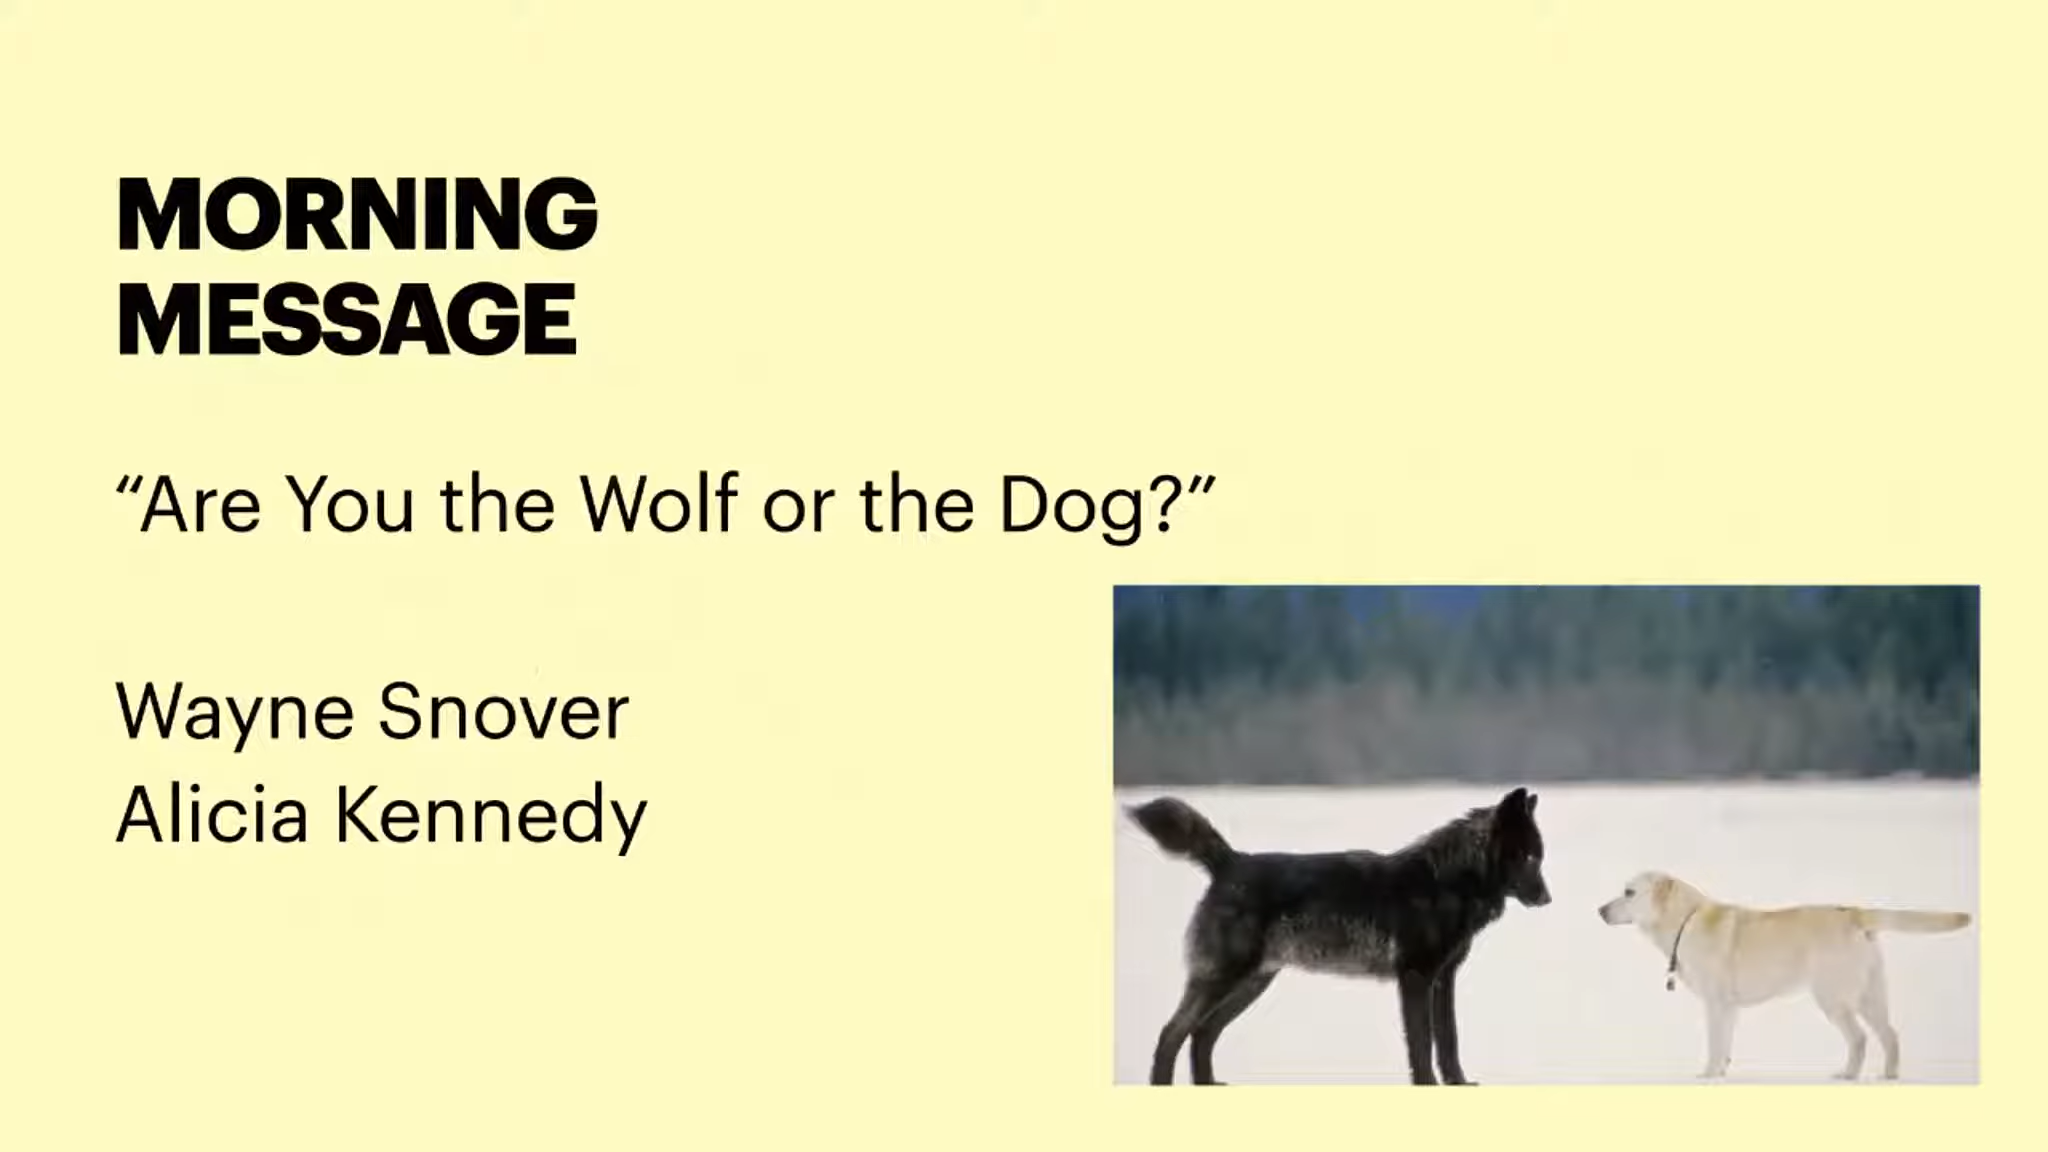 MORNING
MESSAGE
“Are You the Wolf or the Dog?”
Wayne Snover
Alicia Kennedy